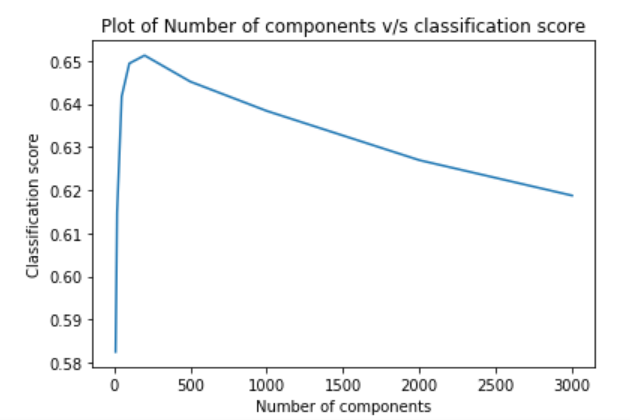 Plot of Number of components v/s classification score
0.65
0.64
0.63
0.62
0.61
0.60
0.59
0.58
Classification score
0 500 1000 1500 2000 2500 3000
Number of components